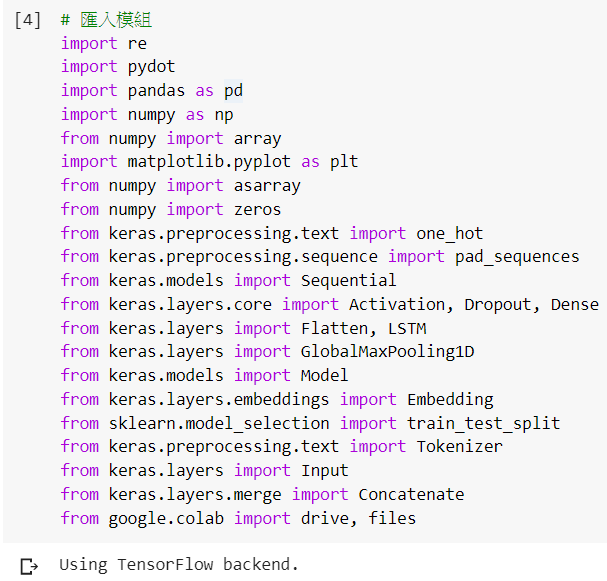 [4] # 匯入模組
import re
import pydot
import pandas as pd
import numpy as np
from numpy import array
import matplotlib.pyplot as plt
from numpy import asarray
from numpy import zeros
from keras.preprocessing.text import one_hot
from keras.preprocessing.sequence import pad_sequences
from keras.models import Sequential
from keras.layers.core import Activation, Dropout, Dense
from keras.layers import Flatten, LSTM
from keras.layers import GlobalMaxPooling1D
from keras.models import Model
from keras.layers.embeddings import Embedding
from sklearn.model_selection import train_test_split
from keras.preprocessing.text import Tokenizer
from keras.layers import Input
from keras.layers.merge import Concatenate
from google.colab import drive, files
Using TensorFlow backend.